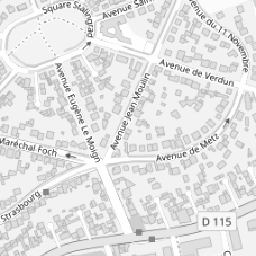 Square Stalingrad
Avenue Sain
Avenue du 11 Novembre
Avenue de Verdun
Avenue Eugène Le Moign
Avenue Jean Moulin
Maréchal Foch
Avenue de Metz
Strasbourg
D 115